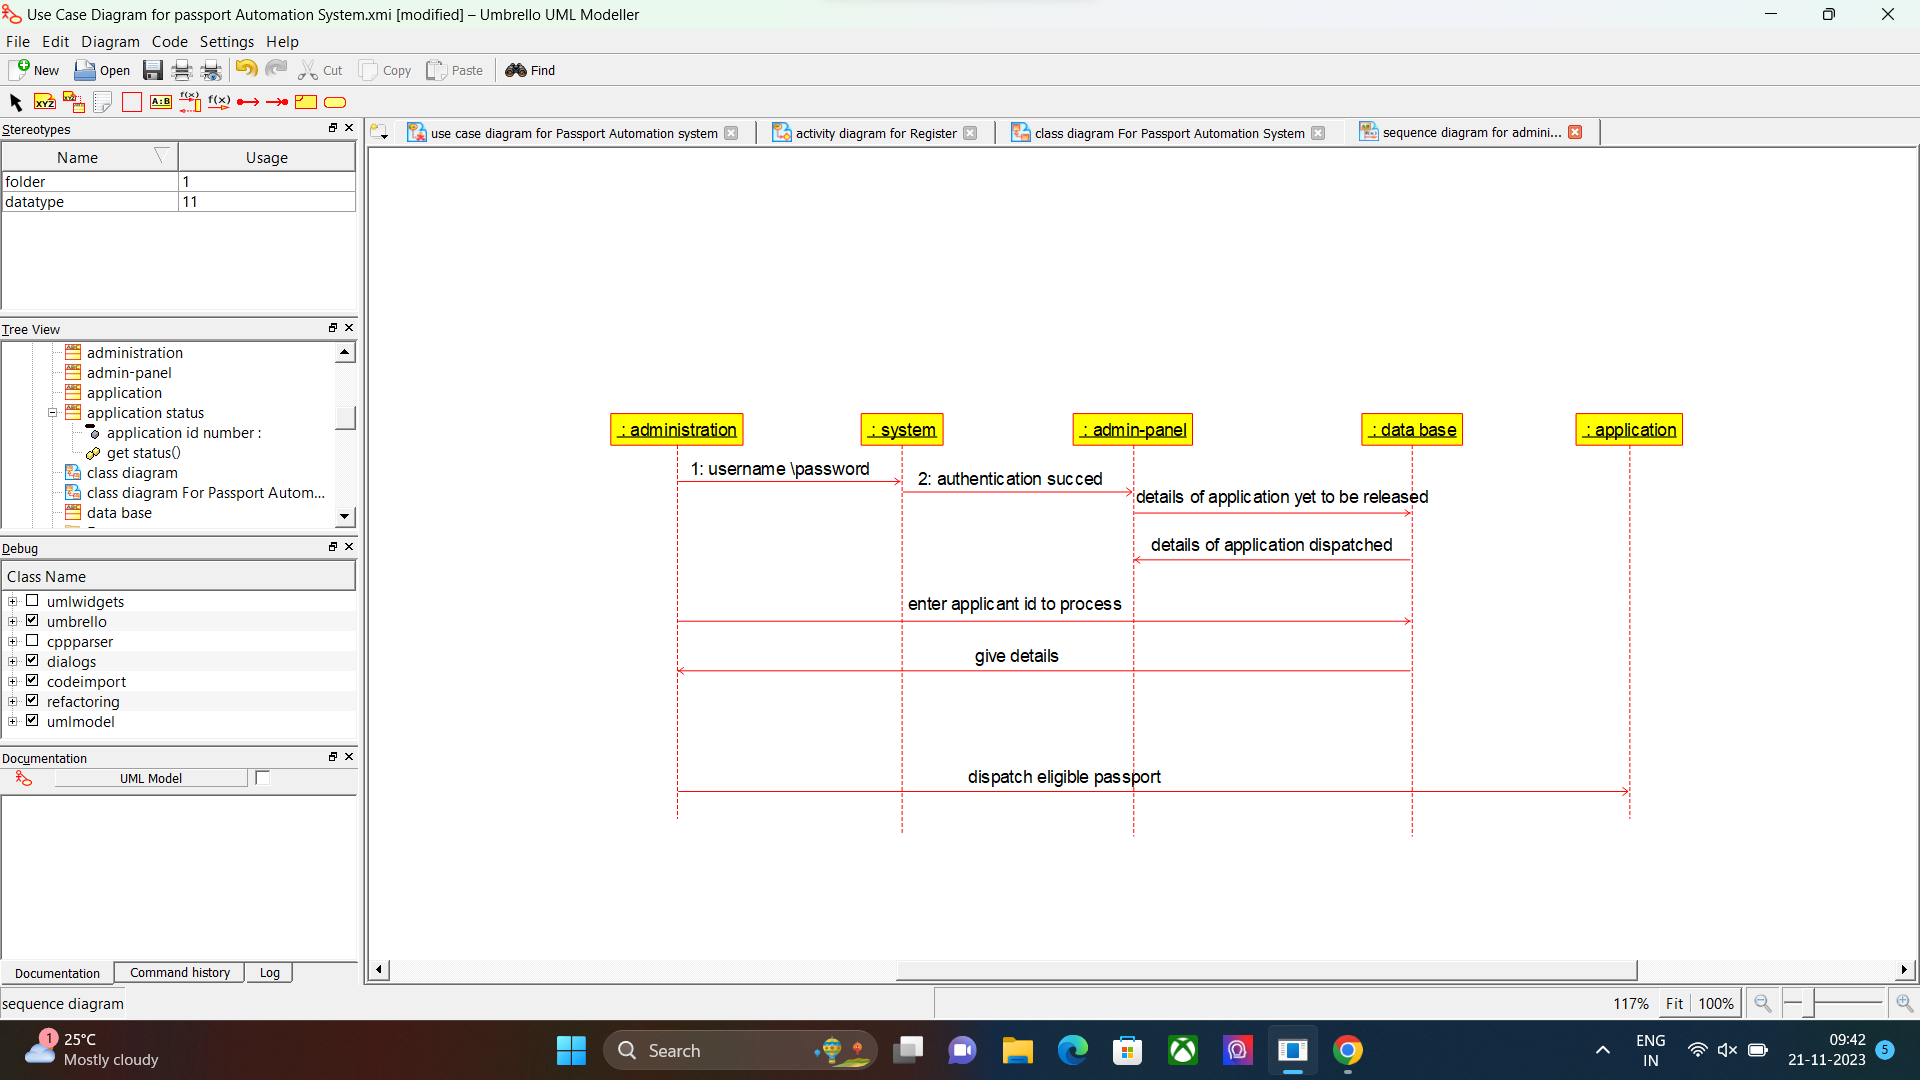 Use Case Diagram for passport Automation System.xmi [modified] – Umbrello UML Modeller
File Edit Diagram Code Settings Help
New Open Cut Copy Paste Find
XYZ XYZ A:B f(x) f(x)
Stereotypes
Name Usage
folder 1
datatype 11
use case diagram for Passport Automation system
activity diagram for Register
class diagram For Passport Automation System
sequence diagram for admini...
Tree View
administration
admin-panel
application
application status
application id number :
get status()
class diagram
class diagram For Passport Autom...
data base
Debug
Class Name
umlwidgets
umbrello
cppparser
dialogs
codeimport
refactoring
umlmodel
Documentation
UML Model
Documentation Command history Log
: administration : system : admin-panel : data base : application
1: username \password
2: authentication succed
details of application yet to be released
details of application dispatched
enter applicant id to process
give details
dispatch eligible passport
sequence diagram
117% Fit 100%
1
25°C
Mostly cloudy
Search
ENG
IN
09:42
21-11-2023
5